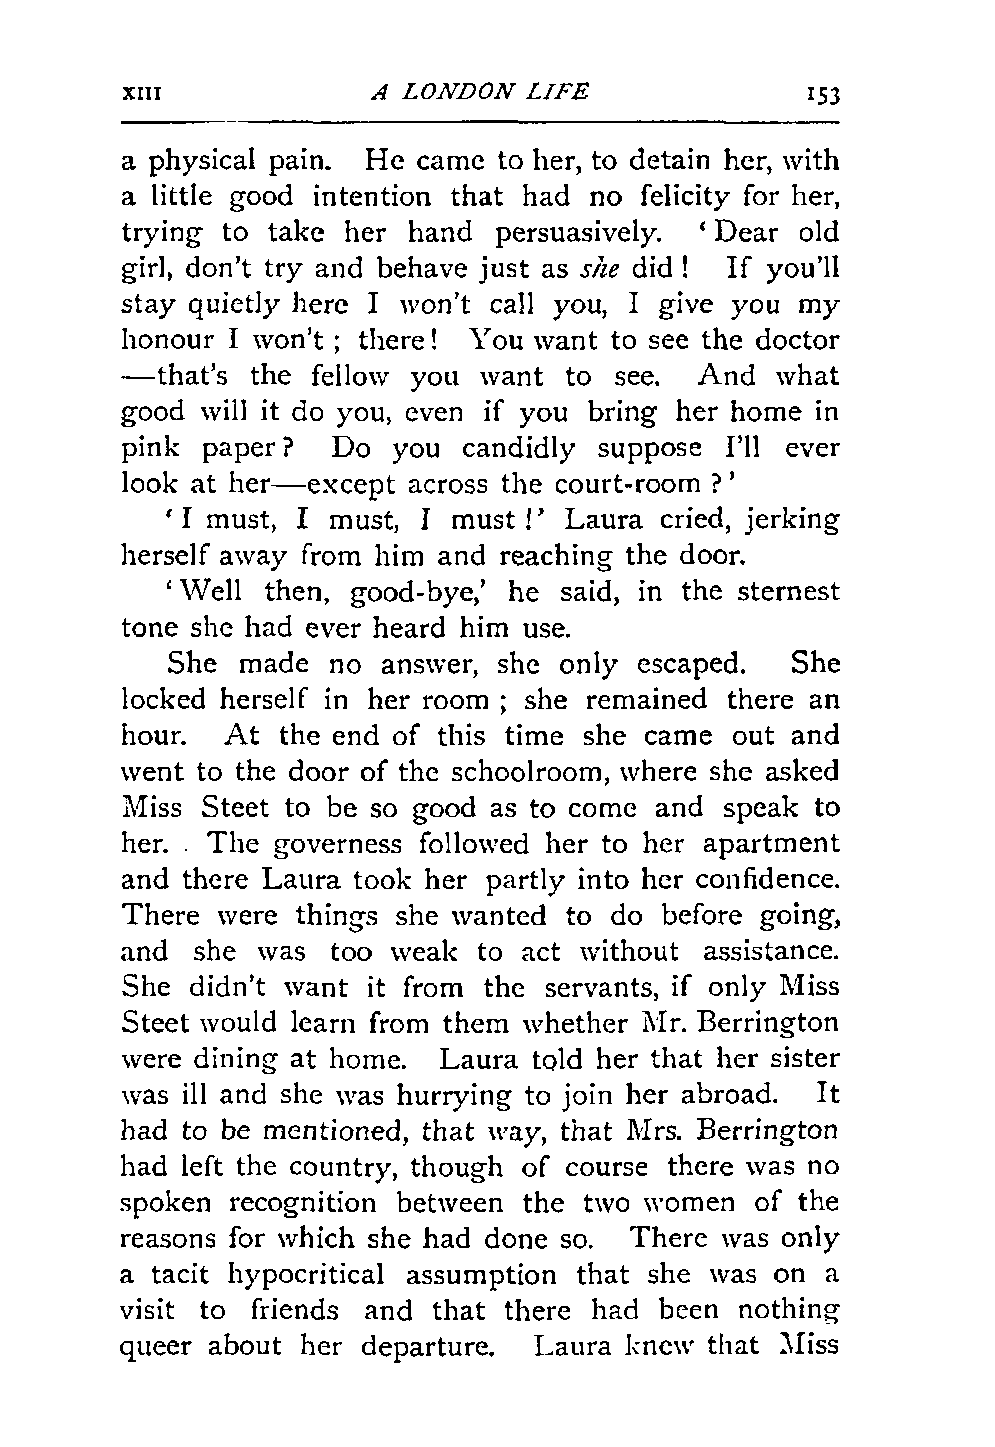 XIII A LONDON LIFE 153
a physical pain. He came to her, to detain her, with
a little good intention that had no felicity for her,
trying to take her hand persuasively. ‘Dear old
girl, don’t try and behave just as she did! If you’ll
stay quietly here I won’t call you, I give you my
honour I won’t; there! You want to see the doctor
—that’s the fellow you want to see. And what
good will it do you, even if you bring her home in
pink paper? Do you candidly suppose I’ll ever
look at her—except across the court-room?’
‘I must, I must, I must!’ Laura cried, jerking
herself away from him and reaching the door.
‘Well then, good-bye,’ he said, in the sternest
tone she had ever heard him use.
She made no answer, she only escaped. She
locked herself in her room; she remained there an
hour. At the end of this time she came out and
went to the door of the schoolroom, where she asked
Miss Steet to be so good as to come and speak to
her. The governess followed her to her apartment
and there Laura took her partly into her confidence.
There were things she wanted to do before going,
and she was too weak to act without assistance.
She didn’t want it from the servants, if only Miss
Steet would learn from them whether Mr. Berrington
were dining at home. Laura told her that her sister
was ill and she was hurrying to join her abroad. It
had to be mentioned, that way, that Mrs. Berrington
had left the country, though of course there was no
spoken recognition between the two women of the
reasons for which she had done so. There was only
a tacit hypocritical assumption that she was on a
visit to friends and that there had been nothing
queer about her departure. Laura knew that Miss